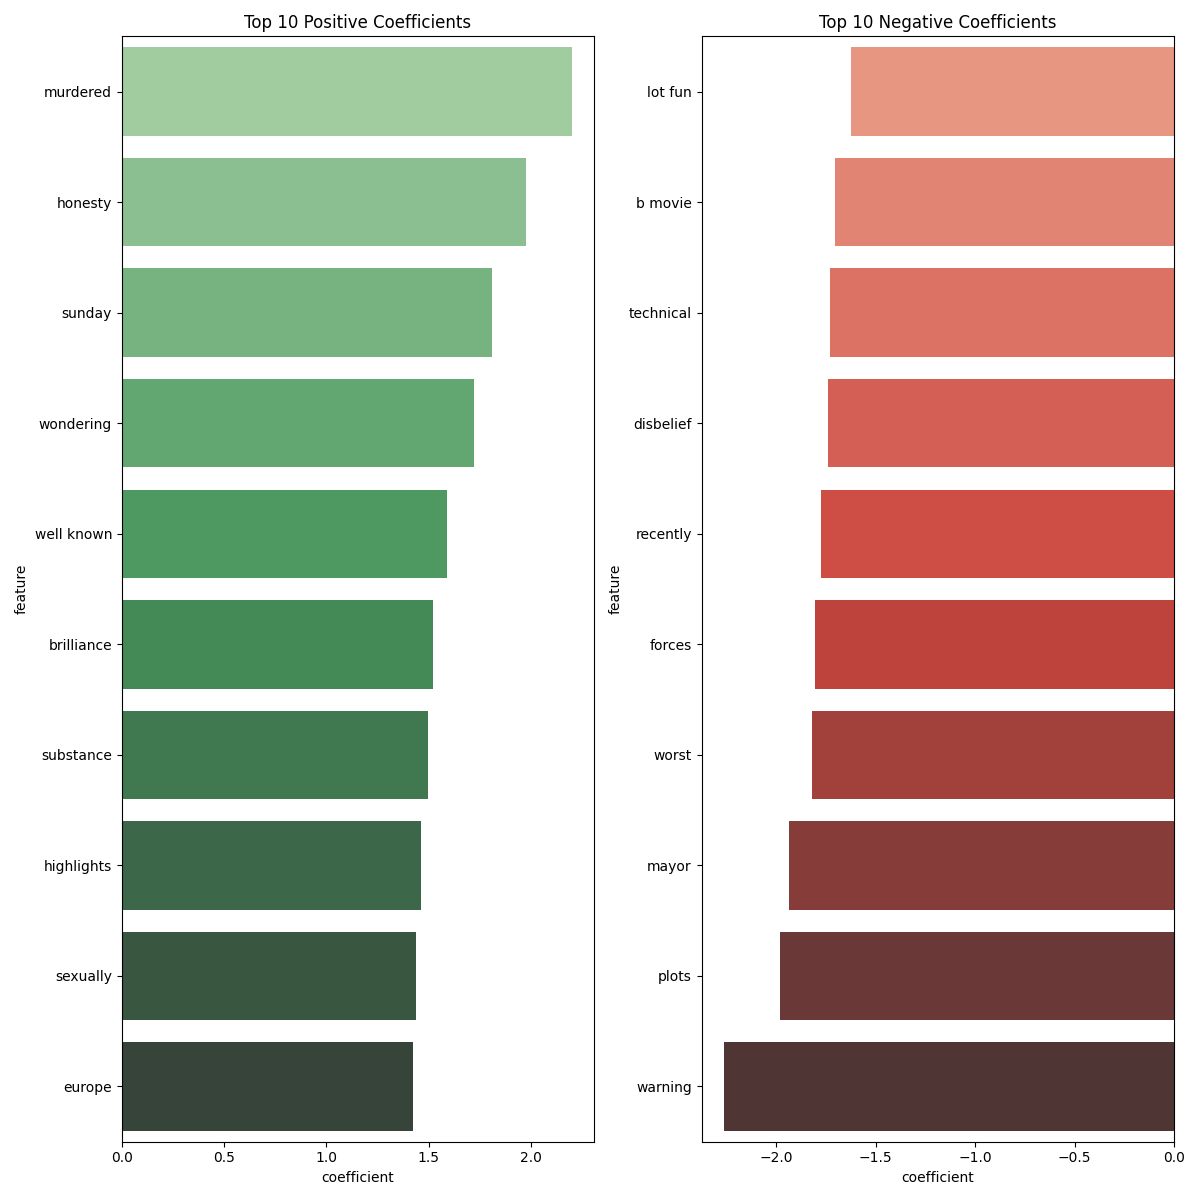 Top 10 Positive Coefficients
murdered
honesty
sunday
wondering
well known
brilliance
substance
highlights
sexually
europe
feature
0.0 0.5 1.0 1.5 2.0
coefficient
Top 10 Negative Coefficients
lot fun
b movie
technical
disbelief
recently
forces
worst
mayor
plots
warning
feature
−2.0 −1.5 −1.0 −0.5 0.0
coefficient